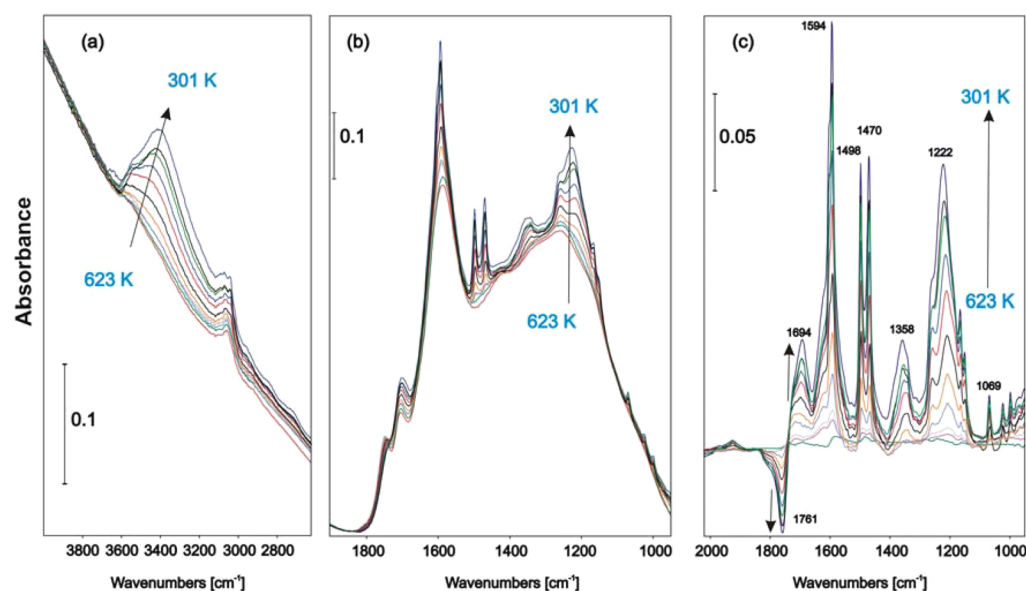 Absorbance
(a)
301 K
623 K
0.1
3800 3600 3400 3200 3000 2800
Wavenumbers [cm-1]
(b)
0.1
301 K
623 K
1800 1600 1400 1200 1000
Wavenumbers [cm-1]
(c)
0.05
1594
1498
1470
1222
301 K
623 K
1694
1358
1069
1761
2000 1800 1600 1400 1200 1000
Wavenumbers [cm-1]